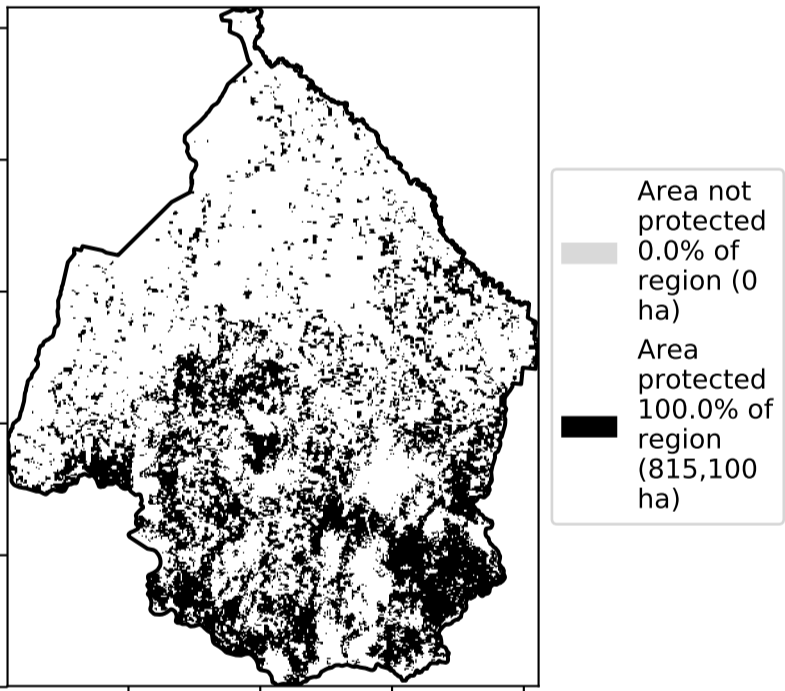 Area not
protected
0.0% of
region (0
ha)
Area
protected
100.0% of
region
(815,100
ha)